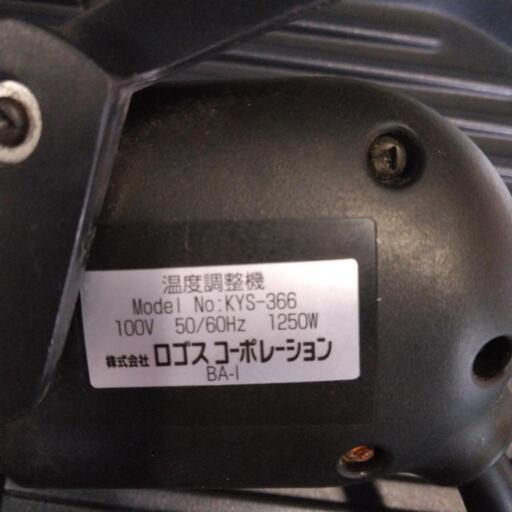 温度調整機
Model No:KYS-366
100V 50/60Hz 1250W
株式会社 ロゴス コーポレーション
BA-I